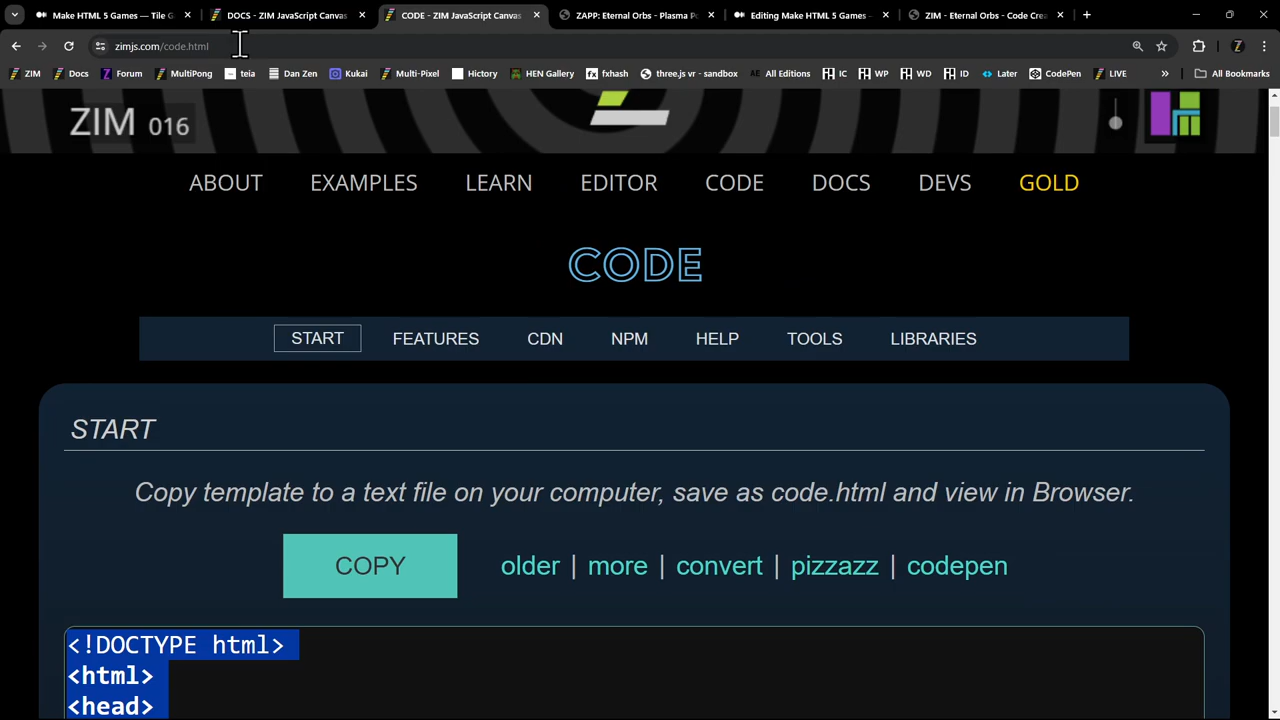 Make HTML 5 Games — Tile G
DOCS - ZIM JavaScript Canvas
CODE - ZIM JavaScript Canvas
ZAPP: Eternal Orbs - Plasma Po
Editing Make HTML 5 Games –
ZIM - Eternal Orbs - Code Crea
zimjs.com/code.html
ZIM
Docs
Forum
MultiPong
teia
Dan Zen
Kukai
Multi-Pixel
Hictory
HEN Gallery
fx fxhash
three.js vr - sandbox
AE All Editions
IC
WP
WD
ID
Later
CodePen
LIVE
»
All Bookmarks
ZIM 016
ABOUT EXAMPLES LEARN EDITOR CODE DOCS DEVS GOLD
CODE
START FEATURES CDN NPM HELP TOOLS LIBRARIES
START
Copy template to a text file on your computer, save as code.html and view in Browser.
COPY older | more | convert | pizzazz | codepen
<!DOCTYPE html>
<html>
<head>